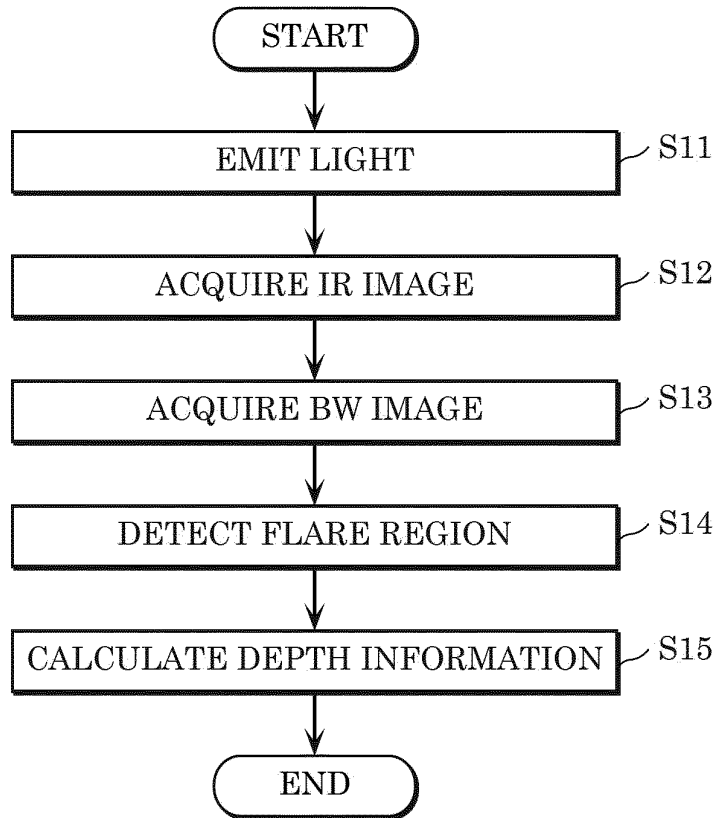 START
EMIT LIGHT
S11
ACQUIRE IR IMAGE
S12
ACQUIRE BW IMAGE
S13
DETECT FLARE REGION
S14
CALCULATE DEPTH INFORMATION
S15
END